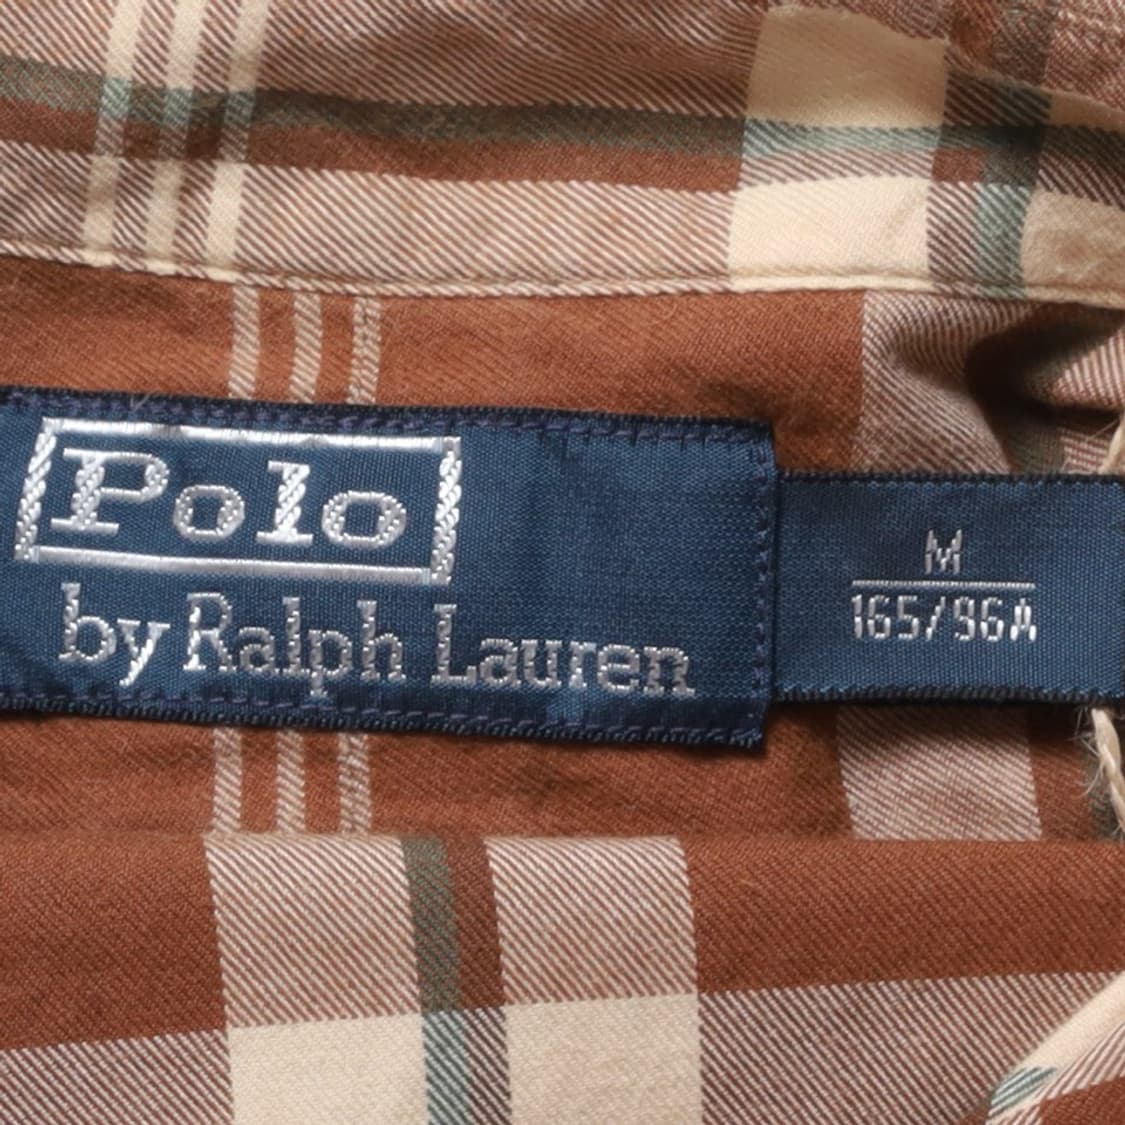 Polo
by Ralph Lauren
M
165/96A